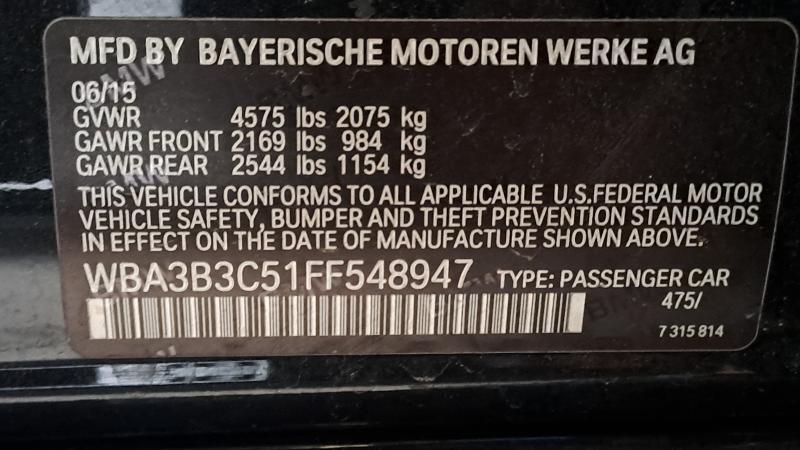 MFD BY BAYERISCHE MOTOREN WERKE AG
06/15
GVWR 4575 lbs 2075 kg
GAWR FRONT 2169 lbs 984 kg
GAWR REAR 2544 lbs 1154 kg
THIS VEHICLE CONFORMS TO ALL APPLICABLE U.S.FEDERAL MOTOR
VEHICLE SAFETY, BUMPER AND THEFT PREVENTION STANDARDS
IN EFFECT ON THE DATE OF MANUFACTURE SHOWN ABOVE.
WBA3B3C51FF548947 TYPE: PASSENGER CAR
475/
7 315 814